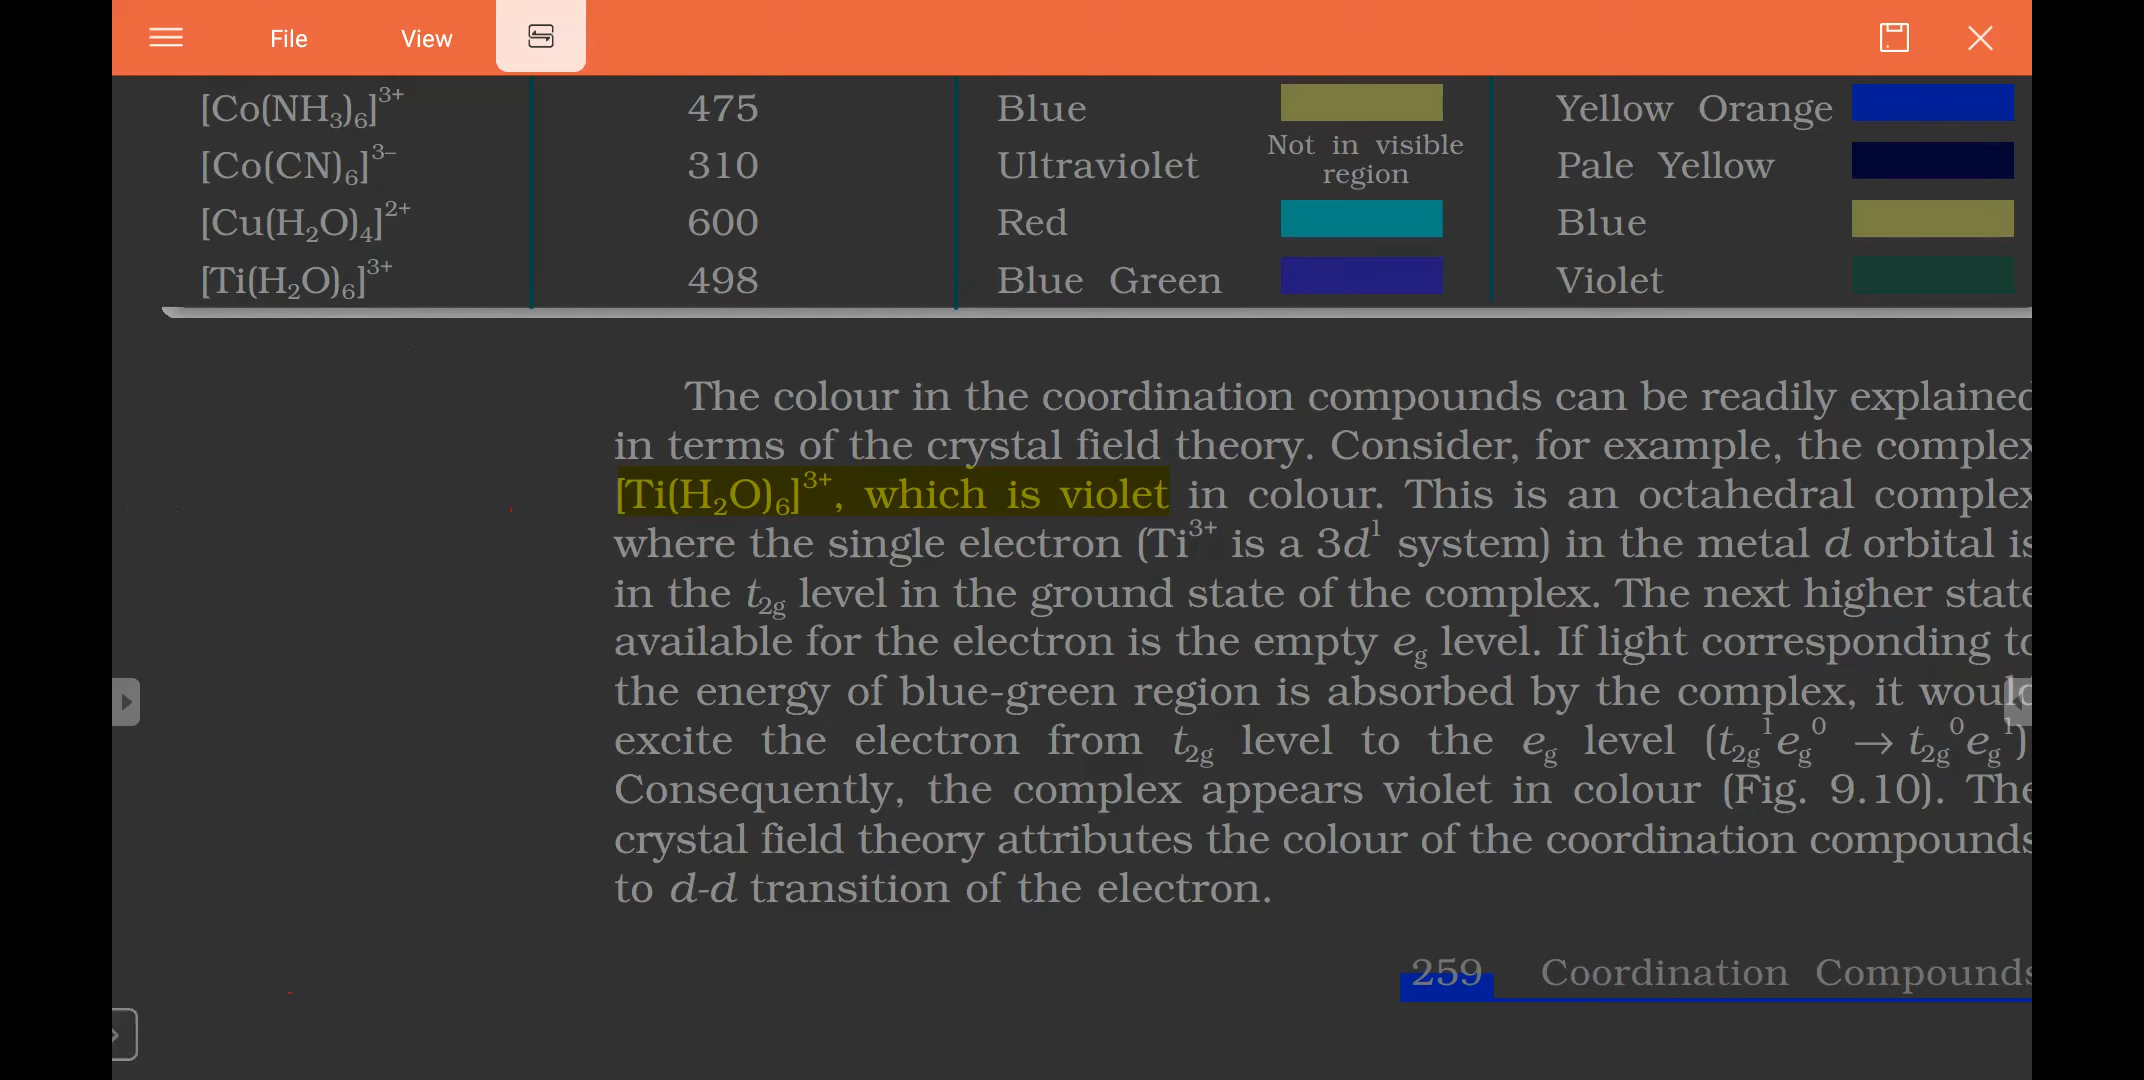 File View
[Co(NH3)6]3+ 475 Blue Yellow Orange
Not in visible
[Co(CN)6]3– 310 Ultraviolet region Pale Yellow
[Cu(H2O)4]2+ 600 Red Blue
[Ti(H2O)6]3+ 498 Blue Green Violet
The colour in the coordination compounds can be readily explained
in terms of the crystal field theory. Consider, for example, the complex
[Ti(H2O)6]3+, which is violet in colour. This is an octahedral complex
where the single electron (Ti3+ is a 3d1 system) in the metal d orbital is
in the t2g level in the ground state of the complex. The next higher state
available for the electron is the empty eg level. If light corresponding to
the energy of blue-green region is absorbed by the complex, it would
excite the electron from t2g level to the eg level (t2g1eg0 → t2g0eg1)
Consequently, the complex appears violet in colour (Fig. 9.10). The
crystal field theory attributes the colour of the coordination compounds
to d-d transition of the electron.
259 Coordination Compounds